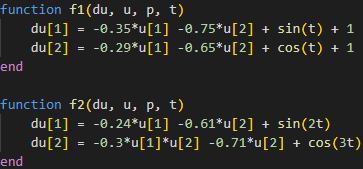 function f1(du, u, p, t)
    du[1] = -0.35*u[1] -0.75*u[2] + sin(t) + 1
    du[2] = -0.29*u[1] -0.65*u[2] + cos(t) + 1
end

function f2(du, u, p, t)
    du[1] = -0.24*u[1] -0.61*u[2] + sin(2t)
    du[2] = -0.3*u[1]*u[2] -0.71*u[2] + cos(3t)
end